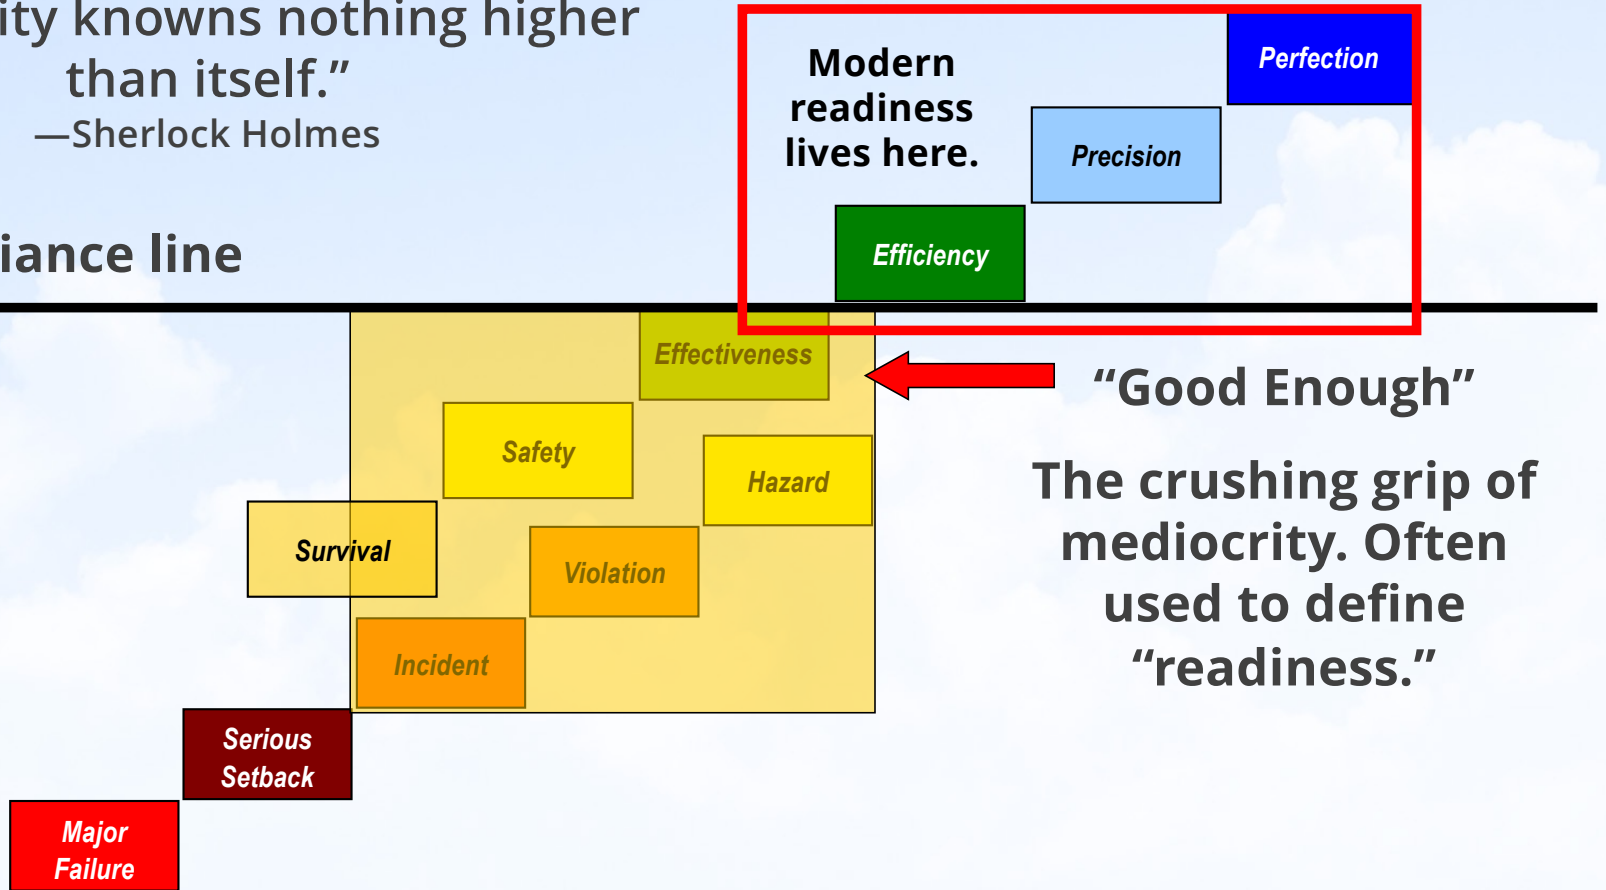 ity knowns nothing higher
than itself.”
—Sherlock Holmes
Modern
readiness
lives here.
Perfection
Precision
Efficiency
iance line
Effectiveness
“Good Enough”
Safety
Hazard
The crushing grip of
mediocrity. Often
used to define
“readiness.”
Survival
Violation
Incident
Serious
Setback
Major
Failure